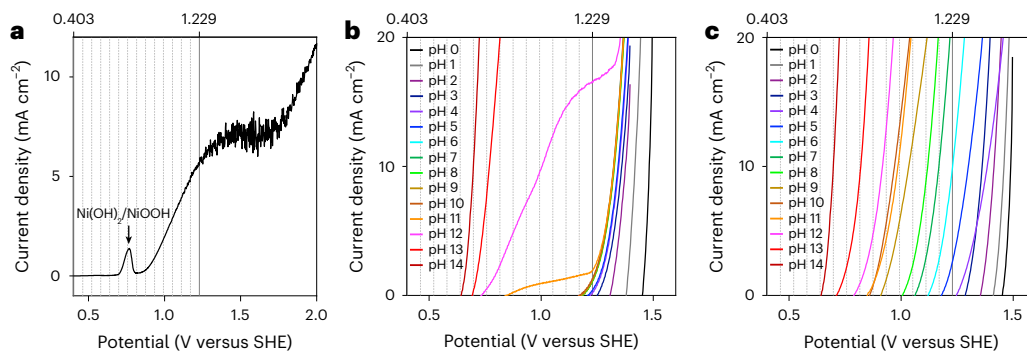 a
0.403 1.229
Current density (mA cm⁻²)
10
5
0
Ni(OH)₂/NiOOH
0.5 1.0 1.5 2.0
Potential (V versus SHE)
b
0.403 1.229
Current density (mA cm⁻²)
20
10
0
pH 0
pH 1
pH 2
pH 3
pH 4
pH 5
pH 6
pH 7
pH 8
pH 9
pH 10
pH 11
pH 12
pH 13
pH 14
0.5 1.0 1.5
Potential (V versus SHE)
c
0.403 1.229
Current density (mA cm⁻²)
20
10
0
pH 0
pH 1
pH 2
pH 3
pH 4
pH 5
pH 6
pH 7
pH 8
pH 9
pH 10
pH 11
pH 12
pH 13
pH 14
0.5 1.0 1.5
Potential (V versus SHE)